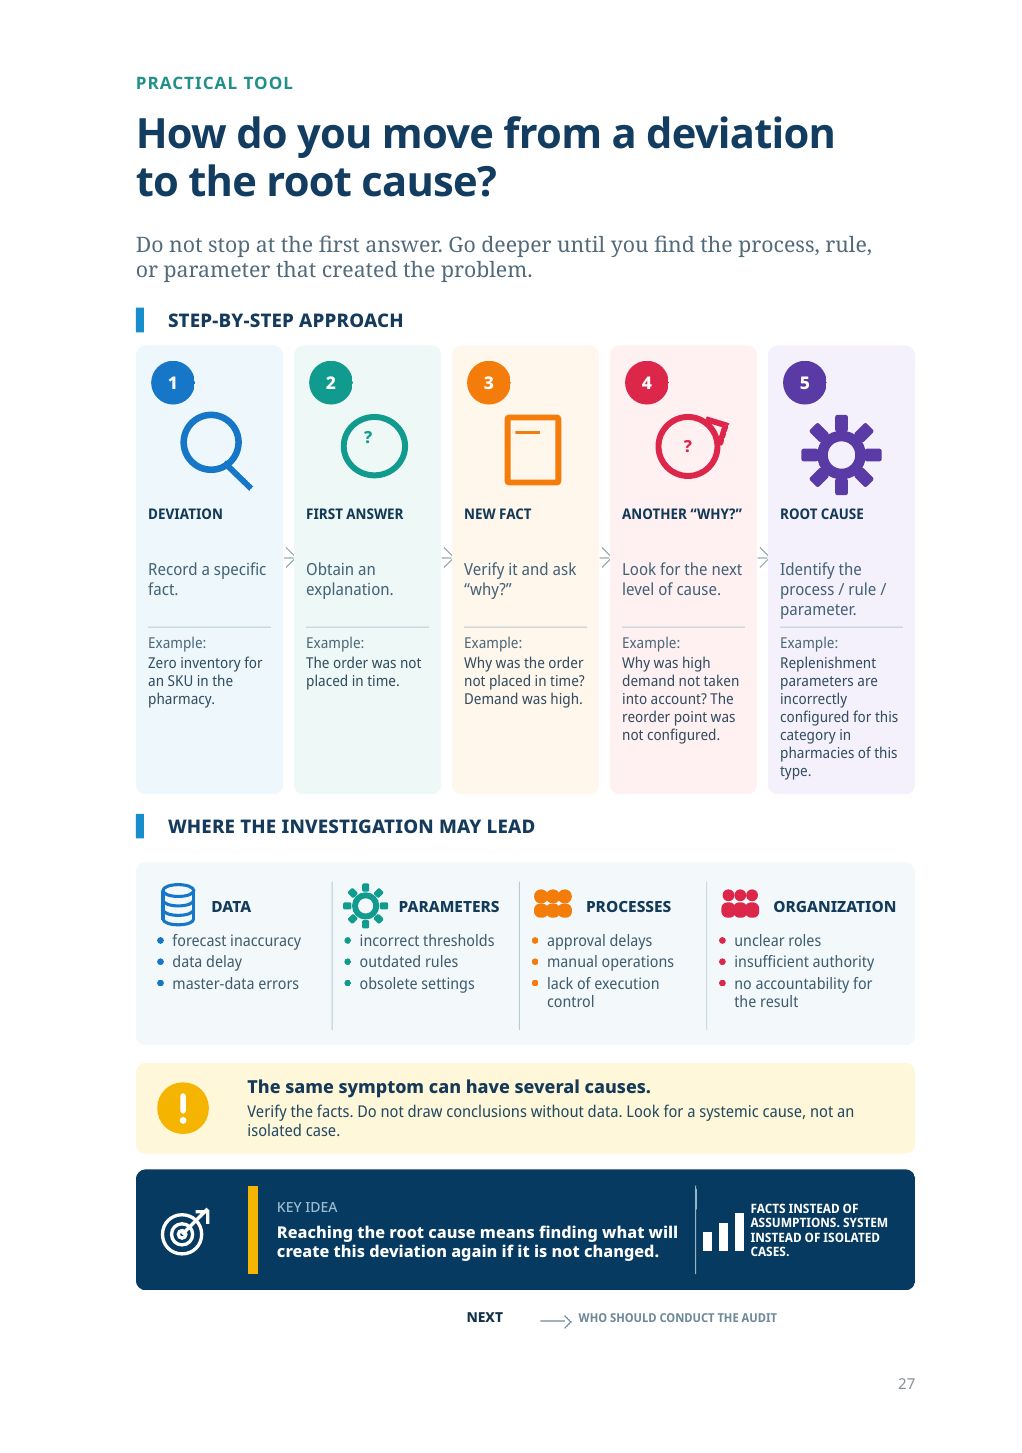 PRACTICAL TOOL
How do you move from a deviation
to the root cause?
Do not stop at the first answer. Go deeper until you find the process, rule,
or parameter that created the problem.
STEP-BY-STEP APPROACH
1
DEVIATION
Record a specific
fact.
Example:
Zero inventory for
an SKU in the
pharmacy.
2
?
FIRST ANSWER
Obtain an
explanation.
Example:
The order was not
placed in time.
3
NEW FACT
Verify it and ask
“why?”
Example:
Why was the order
not placed in time?
Demand was high.
4
?
ANOTHER “WHY?”
Look for the next
level of cause.
Example:
Why was high
demand not taken
into account? The
reorder point was
not configured.
5
ROOT CAUSE
Identify the
process / rule /
parameter.
Example:
Replenishment
parameters are
incorrectly
configured for this
category in
pharmacies of this
type.
WHERE THE INVESTIGATION MAY LEAD
DATA
forecast inaccuracy
data delay
master-data errors
PARAMETERS
incorrect thresholds
outdated rules
obsolete settings
PROCESSES
approval delays
manual operations
lack of execution
control
ORGANIZATION
unclear roles
insufficient authority
no accountability for
the result
The same symptom can have several causes.
Verify the facts. Do not draw conclusions without data. Look for a systemic cause, not an
isolated case.
KEY IDEA
Reaching the root cause means finding what will
create this deviation again if it is not changed.
FACTS INSTEAD OF
ASSUMPTIONS. SYSTEM
INSTEAD OF ISOLATED
CASES.
NEXT
WHO SHOULD CONDUCT THE AUDIT
27